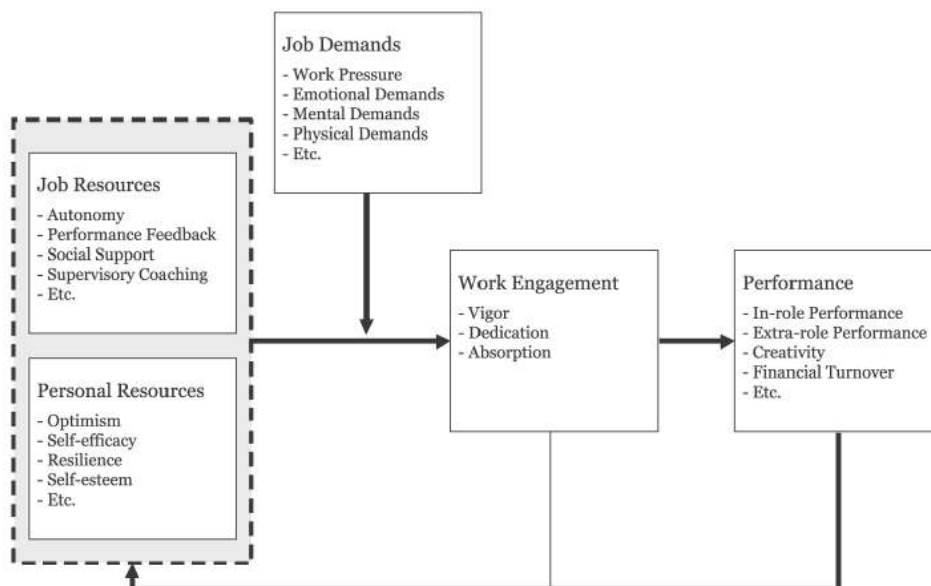 Job Demands
- Work Pressure
- Emotional Demands
- Mental Demands
- Physical Demands
- Etc.
Job Resources
- Autonomy
- Performance Feedback
- Social Support
- Supervisory Coaching
- Etc.
Personal Resources
- Optimism
- Self-efficacy
- Resilience
- Self-esteem
- Etc.
Work Engagement
- Vigor
- Dedication
- Absorption
Performance
- In-role Performance
- Extra-role Performance
- Creativity
- Financial Turnover
- Etc.